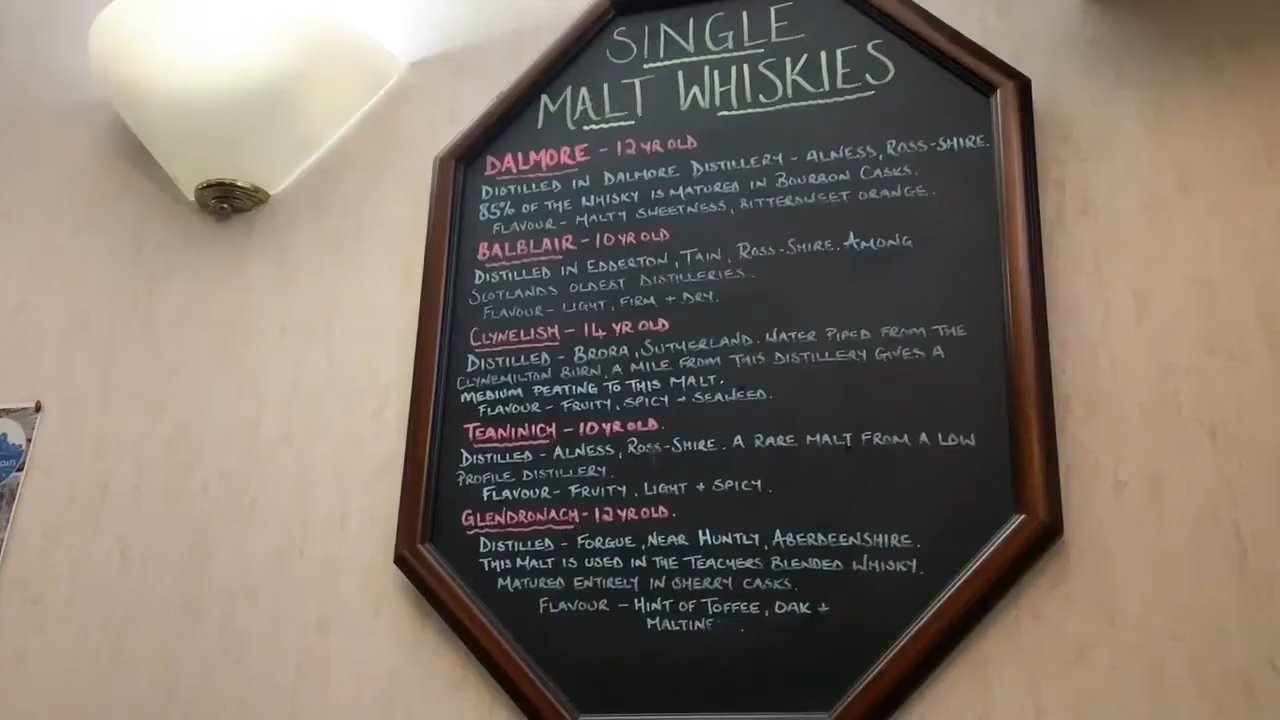 SINGLE
MALT WHISKIES
DALMORE - 12 YR OLD
DISTILLED IN DALMORE DISTILLERY - ALNESS, ROSS-SHIRE.
85% OF THE WHISKY IS MATURED IN BOURBON CASKS.
FLAVOUR - MALTY SWEETNESS, BITTERSWEET ORANGE.
BALBLAIR - 10 YR OLD
DISTILLED IN EDDERTON, TAIN, ROSS-SHIRE. AMONG
SCOTLANDS OLDEST DISTILLERIES.
FLAVOUR - LIGHT, FIRM + DRY.
CLYNELISH - 14 YR OLD
DISTILLED - BRORA, SUTHERLAND. WATER PIPED FROM THE
CLYNEMILTON BURN, A MILE FROM THIS DISTILLERY GIVES A
MEDIUM PEATING TO THIS MALT.
FLAVOUR - FRUITY, SPICY + SEAWEED.
TEANINICH - 10 YR OLD.
DISTILLED - ALNESS, ROSS-SHIRE. A RARE MALT FROM A LOW
PROFILE DISTILLERY.
FLAVOUR - FRUITY, LIGHT + SPICY.
GLENDRONACH - 12 YR OLD.
DISTILLED - FORGUE, NEAR HUNTLY, ABERDEENSHIRE.
THIS MALT IS USED IN THE TEACHERS BLENDED WHISKY.
MATURED ENTIRELY IN SHERRY CASKS.
FLAVOUR - HINT OF TOFFEE, OAK +